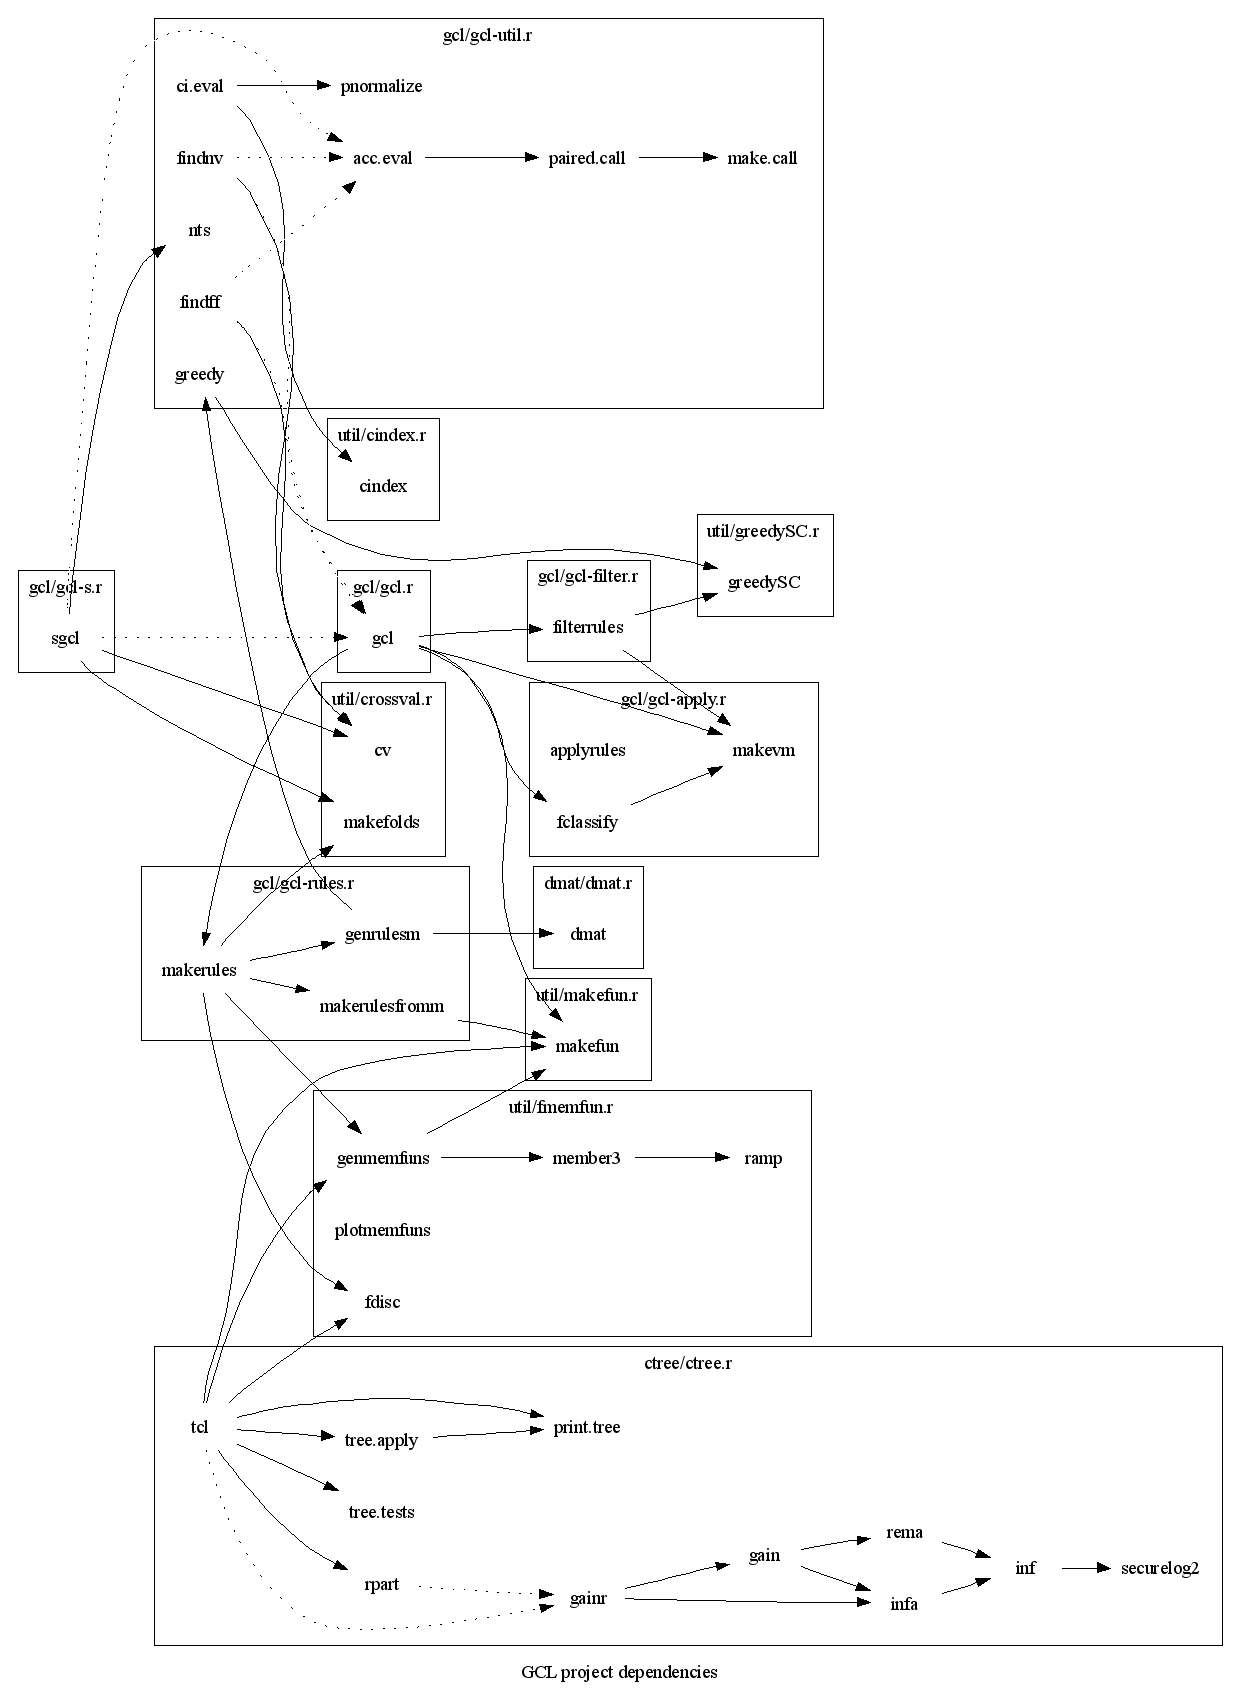 gcl/gcl-util.r
ci.eval
pnormalize
findnv
acc.eval
paired.call
make.call
nts
findff
greedy
util/cindex.r
cindex
util/greedySC.r
greedySC
gcl/gcl-s.r
sgcl
gcl/gcl.r
gcl
gcl/gcl-filter.r
filterrules
util/crossval.r
cv
makefolds
gcl/gcl-apply.r
applyrules
makevm
fclassify
gcl/gcl-rules.r
genrulesm
makerules
makerulesfromm
dmat/dmat.r
dmat
util/makefun.r
makefun
util/fmemfun.r
genmemfuns
member3
ramp
plotmemfuns
fdisc
ctree/ctree.r
tcl
tree.apply
print.tree
tree.tests
rpart
gainr
gain
rema
infa
inf
securelog2
GCL project dependencies